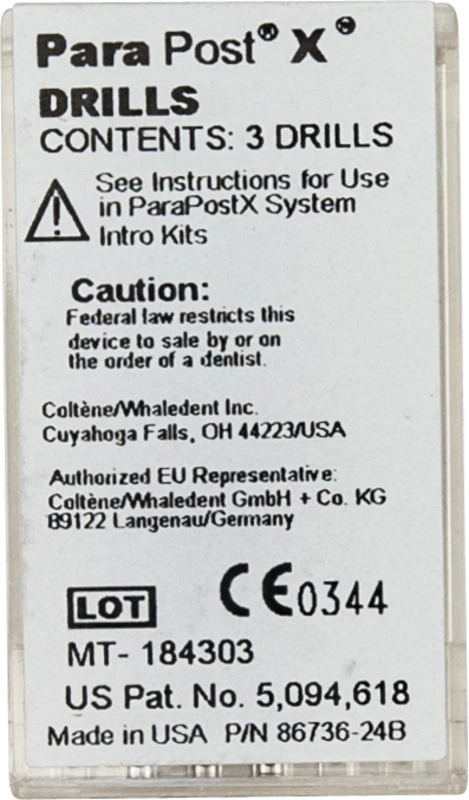 Para Post® X®
DRILLS
CONTENTS: 3 DRILLS
See Instructions for Use
in ParaPostX System
Intro Kits
Caution:
Federal law restricts this
device to sale by or on
the order of a dentist.
Coltène/Whaledent Inc.
Cuyahoga Falls, OH 44223/USA
Authorized EU Representative:
Coltène/Whaledent GmbH + Co. KG
89122 Langenau/Germany
LOT CE0344
MT- 184303
US Pat. No. 5,094,618
Made in USA P/N 86736-24B